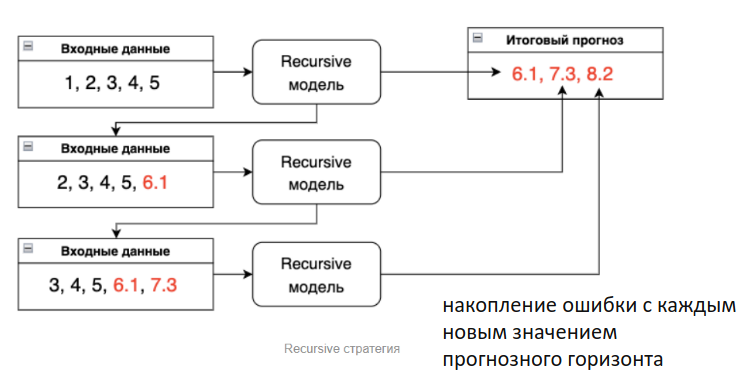 Входные данные
1, 2, 3, 4, 5
Recursive
модель
Итоговый прогноз
6.1, 7.3, 8.2
Входные данные
2, 3, 4, 5, 6.1
Recursive
модель
Входные данные
3, 4, 5, 6.1, 7.3
Recursive
модель
накопление ошибки с каждым
новым значением
прогнозного горизонта
Recursive стратегия